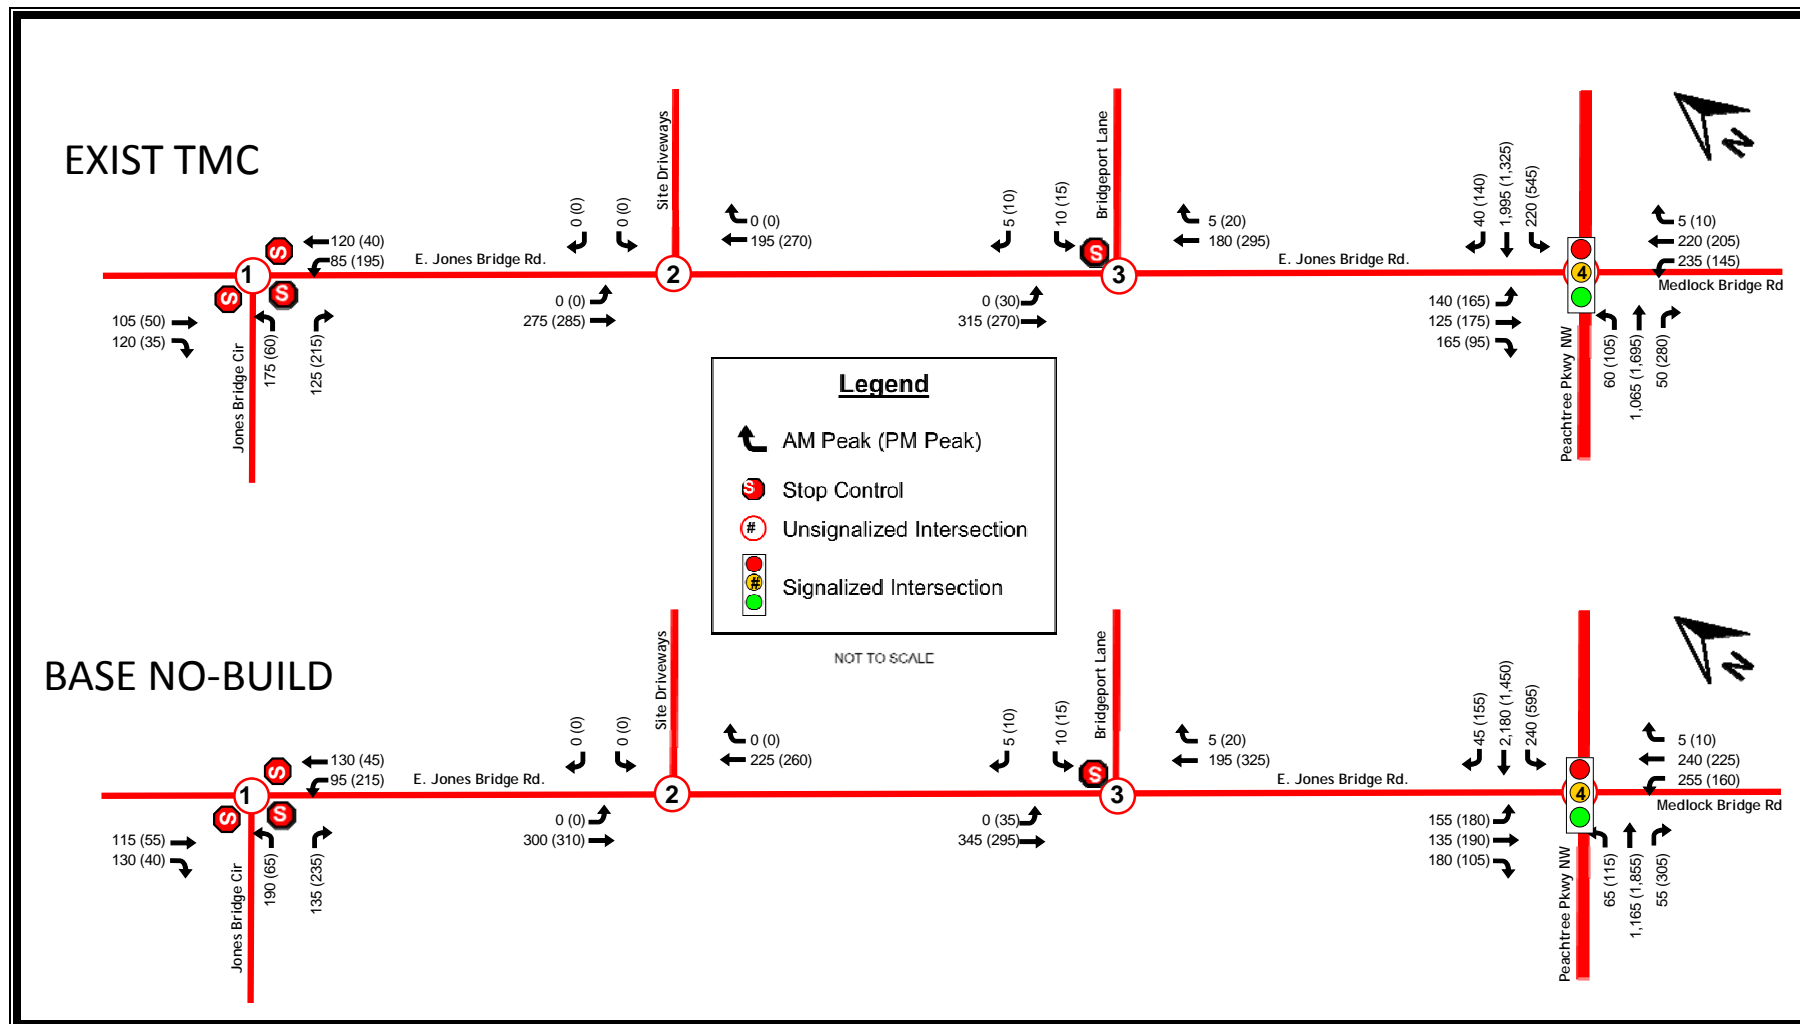 EXIST TMC
Site Driveways
Bridgeport Lane
0 (0)
0 (0)
0 (0)
195 (270)
5 (10)
10 (15)
5 (20)
180 (295)
40 (140)
1,995 (1,325)
220 (545)
N
5 (10)
220 (205)
235 (145)
Medlock Bridge Rd
S
120 (40)
85 (195)
E. Jones Bridge Rd.
S
E. Jones Bridge Rd.
1
2
3
4
S
S
105 (50)
120 (35)
Jones Bridge Cir
175 (60)
125 (215)
0 (0)
275 (285)
0 (30)
315 (270)
140 (165)
125 (175)
165 (95)
Peachtree Pkwy NW
60 (105)
1,065 (1,695)
50 (280)
Legend
AM Peak (PM Peak)
S Stop Control
# Unsignalized Intersection
# Signalized Intersection
NOT TO SCALE
BASE NO-BUILD
Site Driveways
Bridgeport Lane
0 (0)
0 (0)
0 (0)
225 (260)
5 (10)
10 (15)
5 (20)
195 (325)
45 (155)
2,180 (1,450)
240 (595)
N
5 (10)
240 (225)
255 (160)
Medlock Bridge Rd
S
130 (45)
95 (215)
E. Jones Bridge Rd.
S
E. Jones Bridge Rd.
1
2
3
4
S
S
115 (55)
130 (40)
Jones Bridge Cir
190 (65)
135 (235)
0 (0)
300 (310)
0 (35)
345 (295)
155 (180)
135 (190)
180 (105)
Peachtree Pkwy NW
65 (115)
1,165 (1,855)
55 (305)